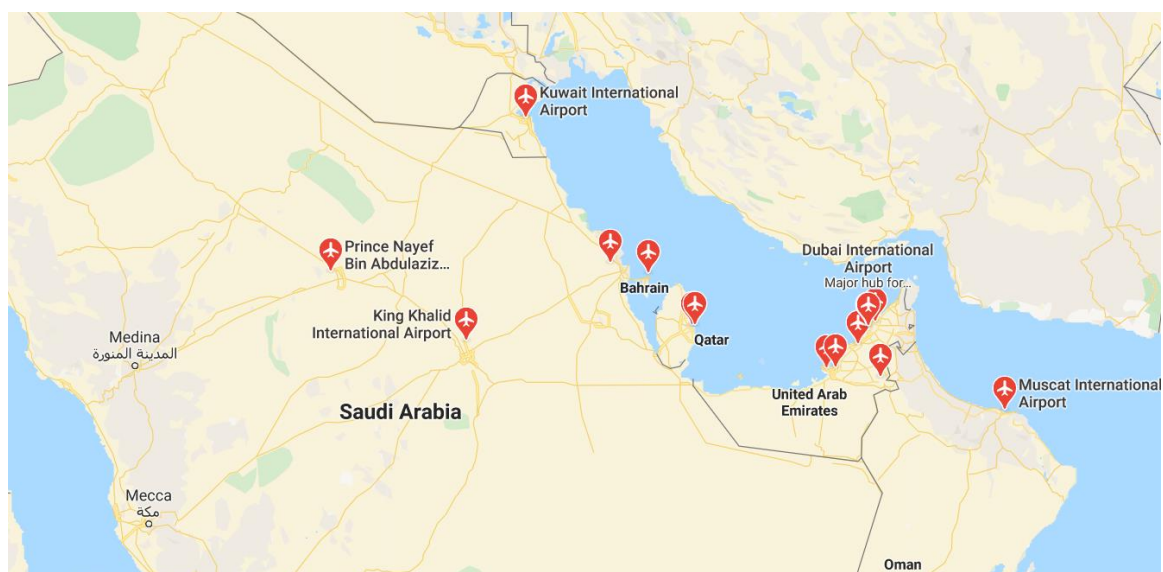 Kuwait International
Airport
Prince Nayef
Bin Abdulaziz...
Dubai International
Airport
Major hub for...
Bahrain
King Khalid
International Airport
Qatar
Medina
المدينة المنورة
United Arab
Emirates
Muscat International
Airport
Saudi Arabia
Mecca
مكة
Oman